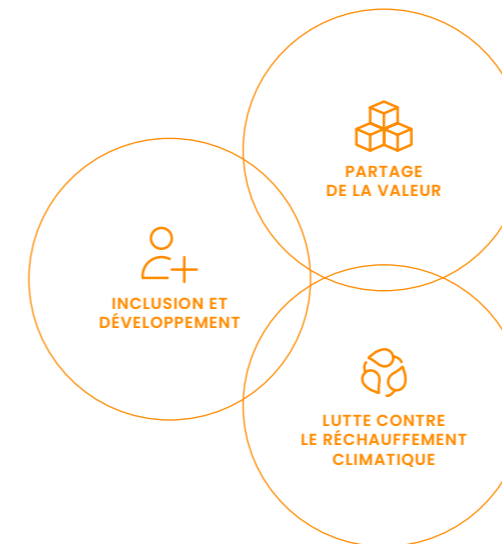 PARTAGE
DE LA VALEUR
INCLUSION ET
DÉVELOPPEMENT
LUTTE CONTRE
LE RÉCHAUFFEMENT
CLIMATIQUE